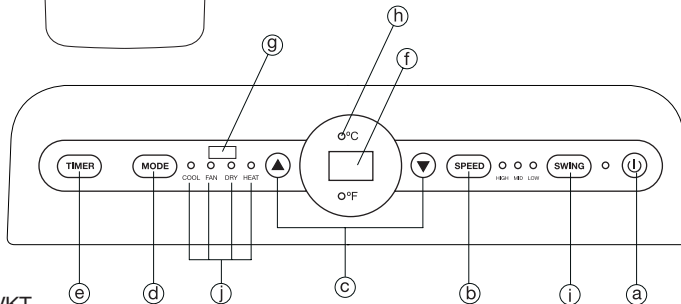 ⓗ
ⓖ
ⓕ
°C
TIMER MODE SPEED SWING
COOL FAN DRY HEAT HIGH MID LOW
°F
ⓔ ⓓ ⓙ ⓒ ⓑ ⓘ ⓐ